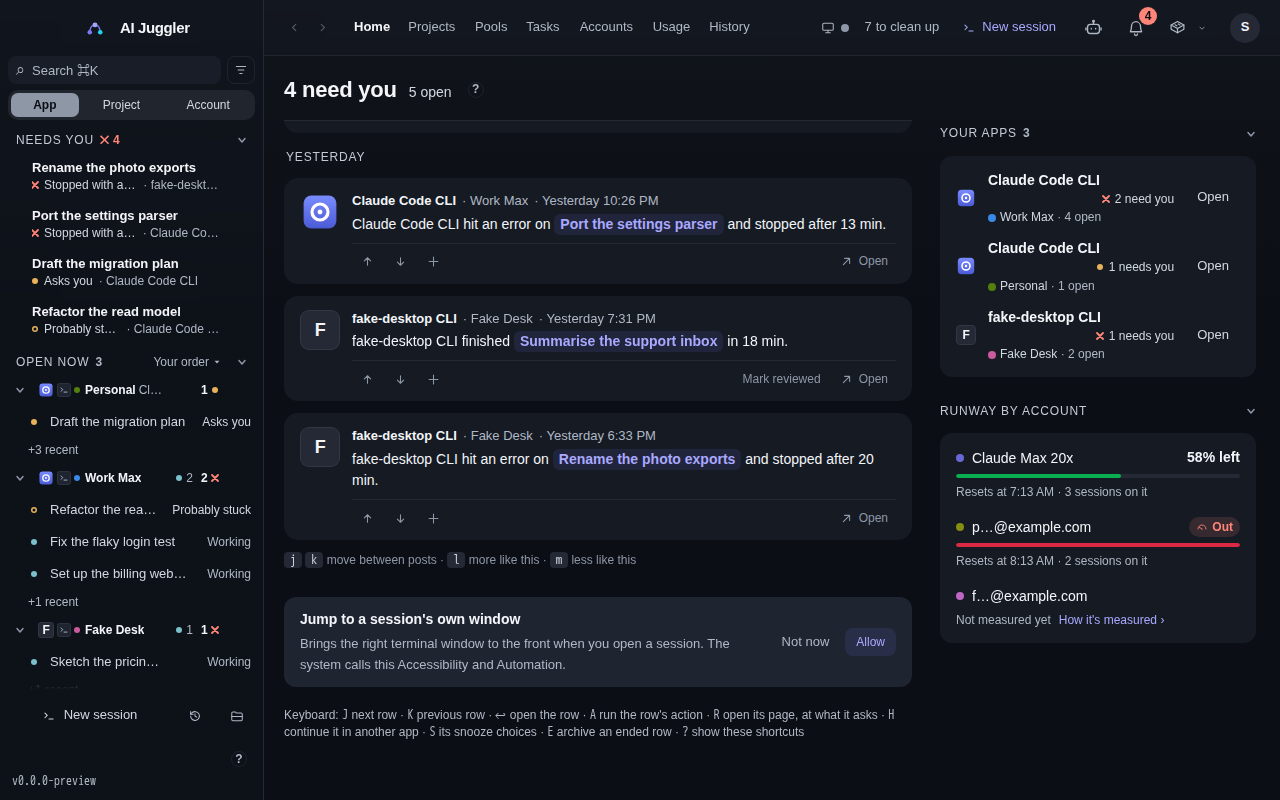 AI Juggler
Search ⌘K
App Project Account
NEEDS YOU 4
Rename the photo exports
Stopped with a… · fake-deskt…
Port the settings parser
Stopped with a… · Claude Co…
Draft the migration plan
Asks you · Claude Code CLI
Refactor the read model
Probably st… · Claude Code …
OPEN NOW 3 Your order
Personal Cl… 1
Draft the migration plan Asks you
+3 recent
Work Max 2 2
Refactor the rea… Probably stuck
Fix the flaky login test Working
Set up the billing web… Working
+1 recent
F Fake Desk 1 1
Sketch the pricin… Working
New session
?
v0.0.0-preview
Home Projects Pools Tasks Accounts Usage History
7 to clean up
New session
4
S
4 need you 5 open ?
YESTERDAY
Claude Code CLI · Work Max · Yesterday 10:26 PM
Claude Code CLI hit an error on Port the settings parser and stopped after 13 min.
Open
F
fake-desktop CLI · Fake Desk · Yesterday 7:31 PM
fake-desktop CLI finished Summarise the support inbox in 18 min.
Mark reviewed Open
F
fake-desktop CLI · Fake Desk · Yesterday 6:33 PM
fake-desktop CLI hit an error on Rename the photo exports and stopped after 20
min.
Open
j k move between posts · l more like this · m less like this
Jump to a session's own window
Brings the right terminal window to the front when you open a session. The
system calls this Accessibility and Automation.
Not now Allow
Keyboard: J next row · K previous row · ↩ open the row · A run the row's action · R open its page, at what it asks · H
continue it in another app · S its snooze choices · E archive an ended row · ? show these shortcuts
YOUR APPS 3
Claude Code CLI
2 need you Open
Work Max · 4 open
Claude Code CLI
1 needs you Open
Personal · 1 open
F
fake-desktop CLI
1 needs you Open
Fake Desk · 2 open
RUNWAY BY ACCOUNT
Claude Max 20x 58% left
Resets at 7:13 AM · 3 sessions on it
p…@example.com Out
Resets at 8:13 AM · 2 sessions on it
f…@example.com
Not measured yet How it's measured ›